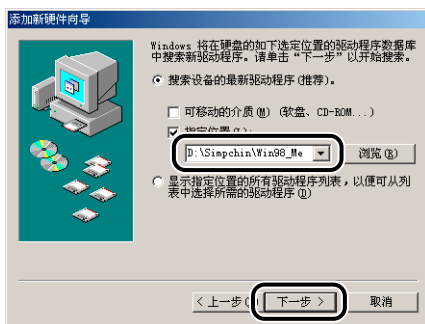 添加新硬件向导
Windows 将在硬盘的如下选定位置的驱动程序数据库
中搜索新驱动程序。请单击“下一步”以开始搜索。
搜索设备的最新驱动程序(推荐)。
可移动的介质(M) (软盘、CD-ROM...)
指定位置(L):
D:\Simpchin\Win98_Me
浏览(R)
显示指定位置的所有驱动程序列表，以便可从列
表中选择所需的驱动程序(D)
<上一步(
下一步 >
取消